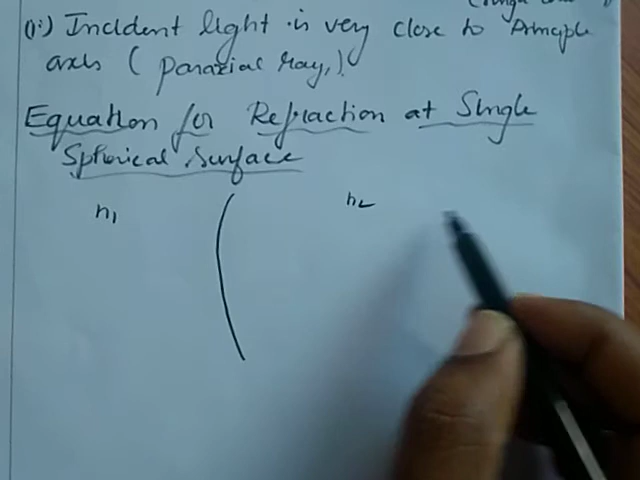 (ii) Incident light is very close to Principle
axis (paraxial ray,)
Equation for Refraction at Single
Spherical surface
n₁ n₂